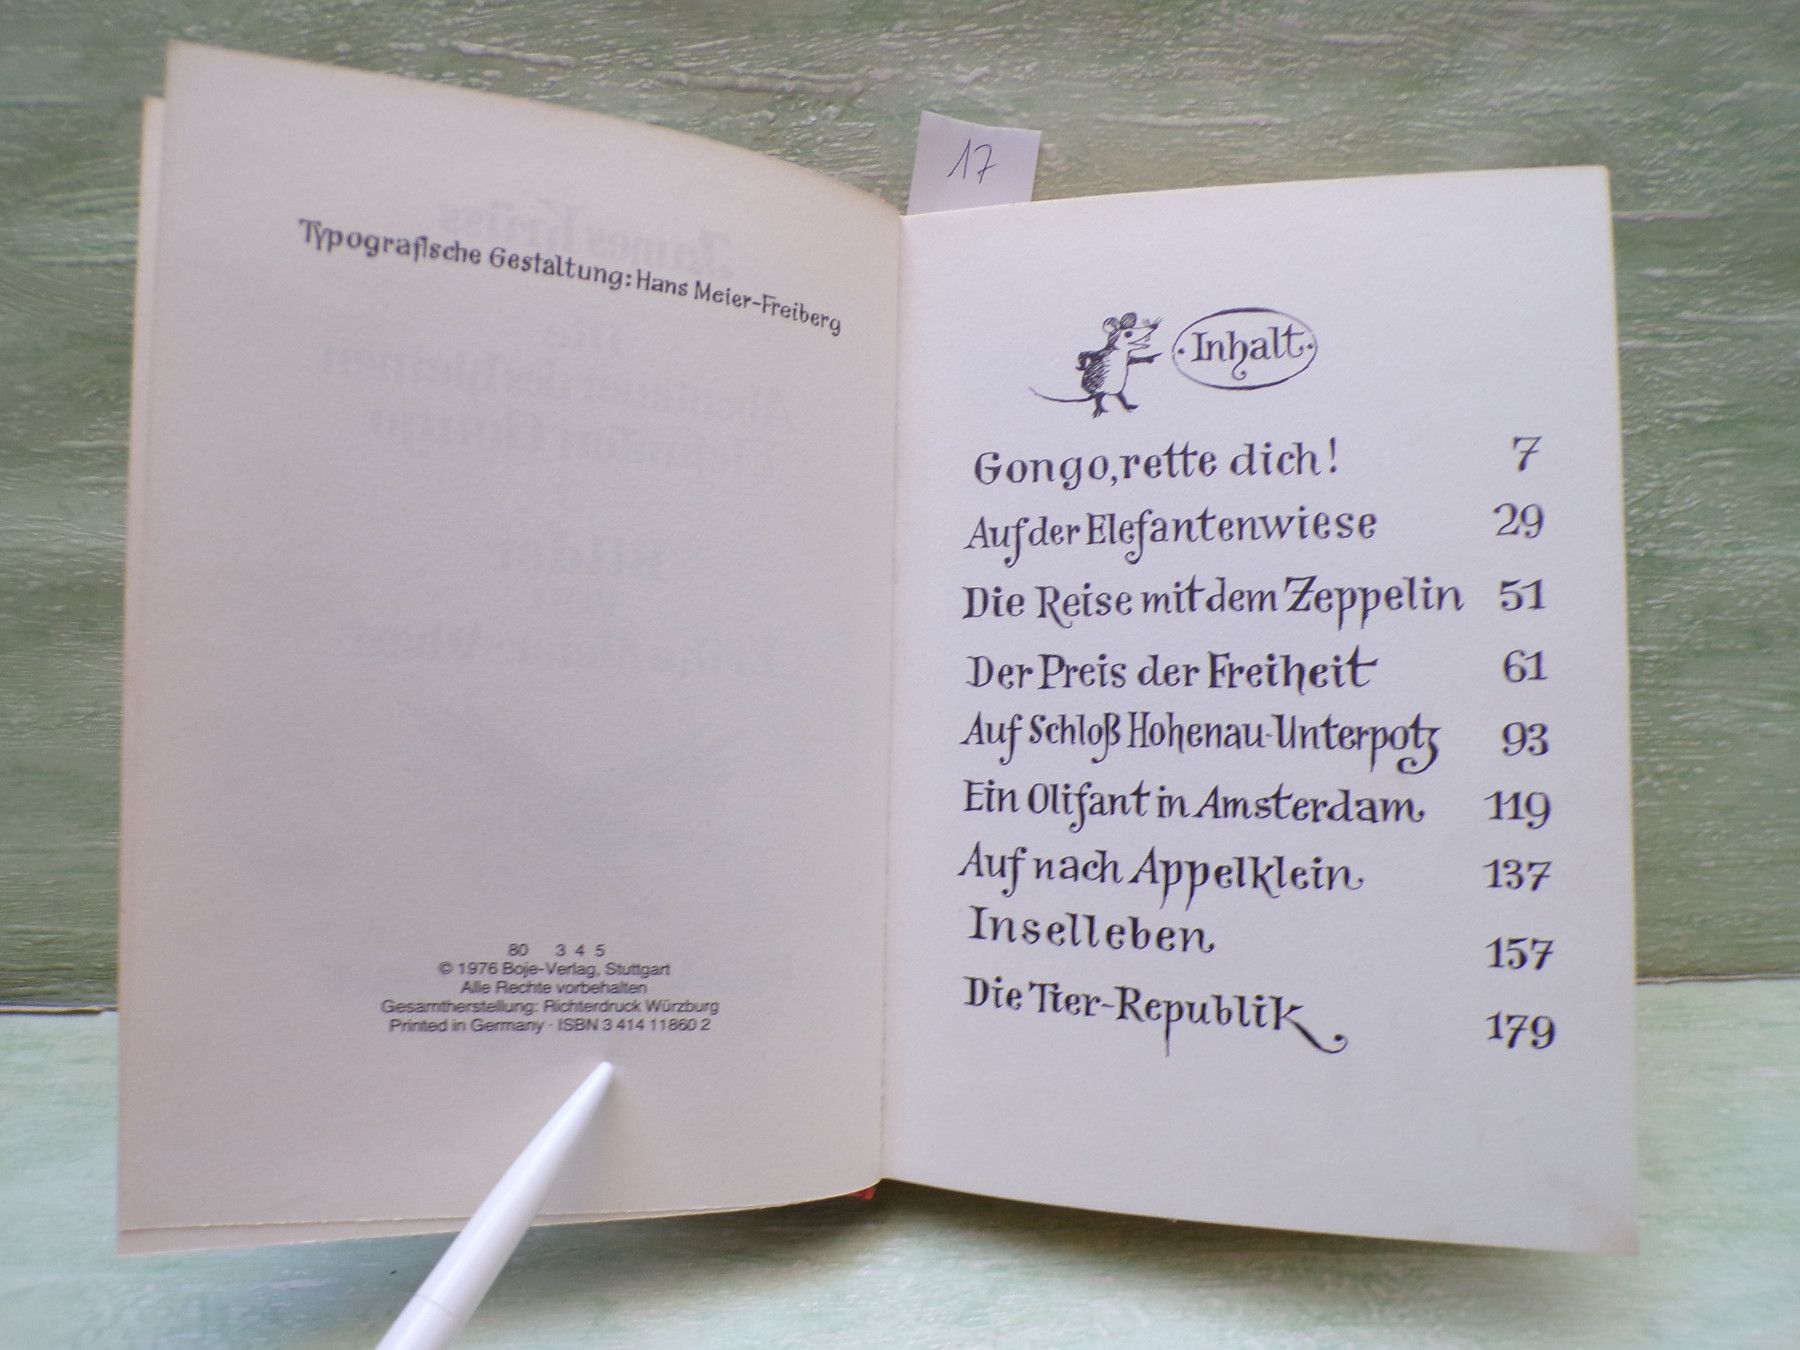 17
Typografische Gestaltung: Hans Meier-Freiberg
80 3 4 5
© 1976 Boje-Verlag, Stuttgart
Alle Rechte vorbehalten
Gesamtherstellung: Richterdruck Würzburg
Printed in Germany · ISBN 3 414 11860 2
·Inhalt·
Gongo, rette dich! 7
Auf der Elefantenwiese 29
Die Reise mit dem Zeppelin 51
Der Preis der Freiheit 61
Auf Schloß Hohenau-Unterpotz 93
Ein Olifant in Amsterdam 119
Auf nach Appelklein 137
Inselleben 157
Die Tier-Republik 179